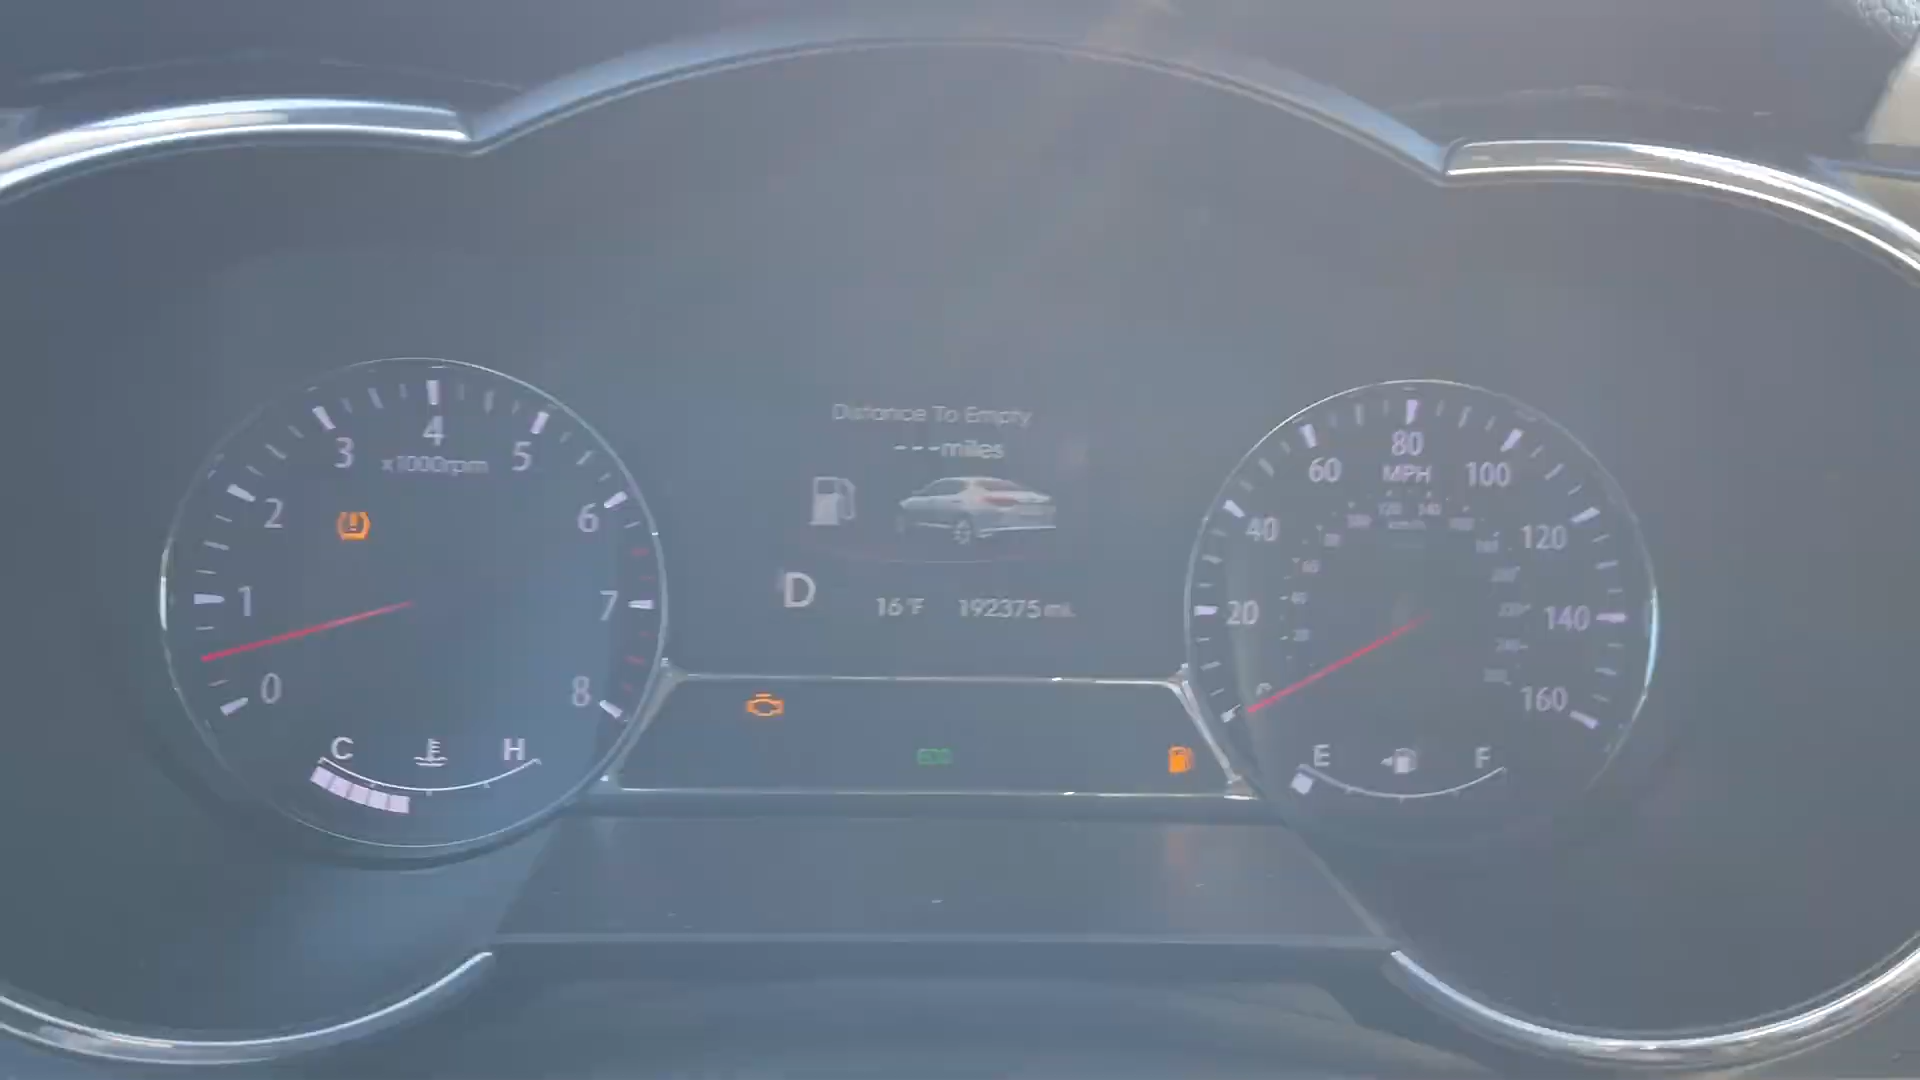 Distance To Empty
---miles
D
16°F 192375 mi.
0
1
2
3
4
5
6
7
8
x1000rpm
C H
ECO
20
40
60
80
100
120
140
160
MPH
km/h
E F